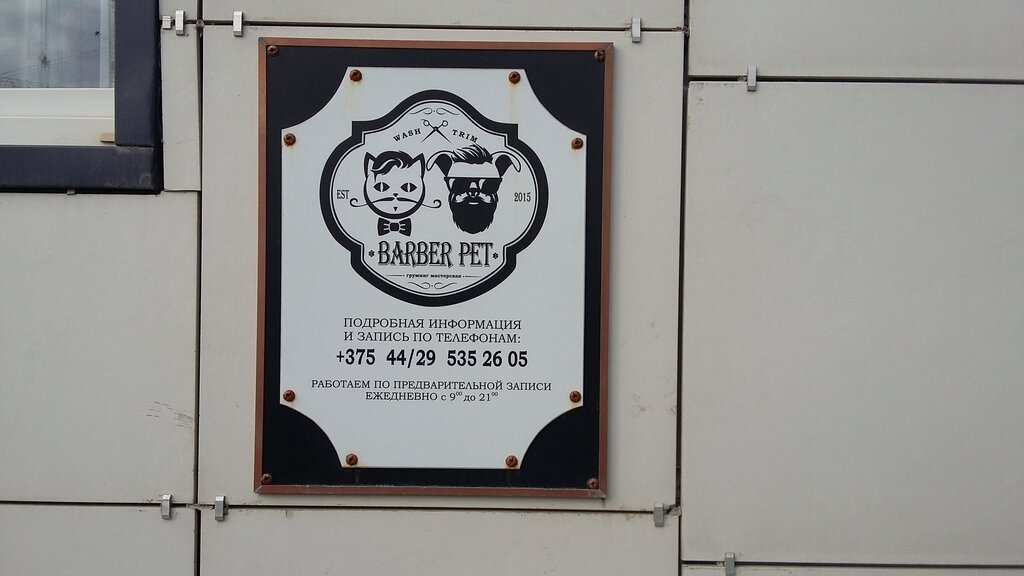 WASH TRIM
EST 2015
BARBER PET
груминг мастерская
ПОДРОБНАЯ ИНФОРМАЦИЯ
И ЗАПИСЬ ПО ТЕЛЕФОНАМ:
+375 44/29 535 26 05
РАБОТАЕМ ПО ПРЕДВАРИТЕЛЬНОЙ ЗАПИСИ
ЕЖЕДНЕВНО с 9⁰⁰ до 21⁰⁰